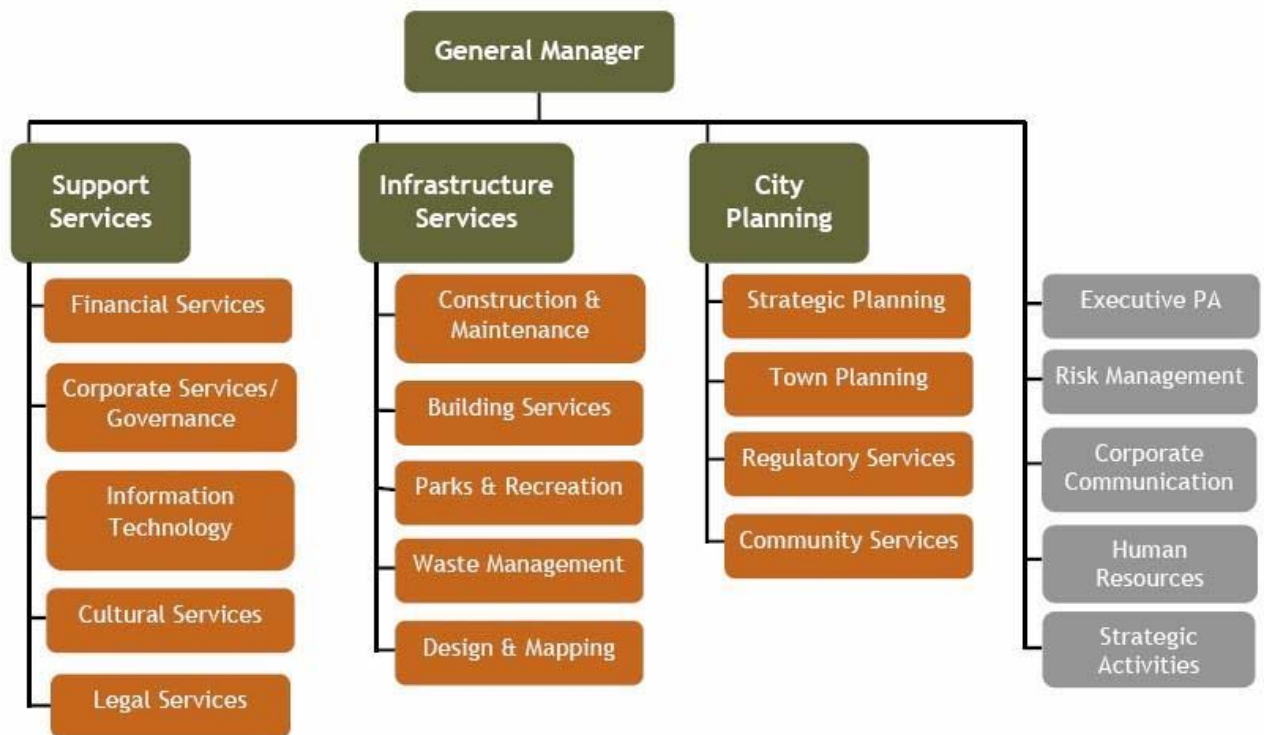 General Manager
Support
Services
Financial Services
Corporate Services/
Governance
Information
Technology
Cultural Services
Legal Services
Infrastructure
Services
Construction &
Maintenance
Building Services
Parks & Recreation
Waste Management
Design & Mapping
City
Planning
Strategic Planning
Town Planning
Regulatory Services
Community Services
Executive PA
Risk Management
Corporate
Communication
Human
Resources
Strategic
Activities